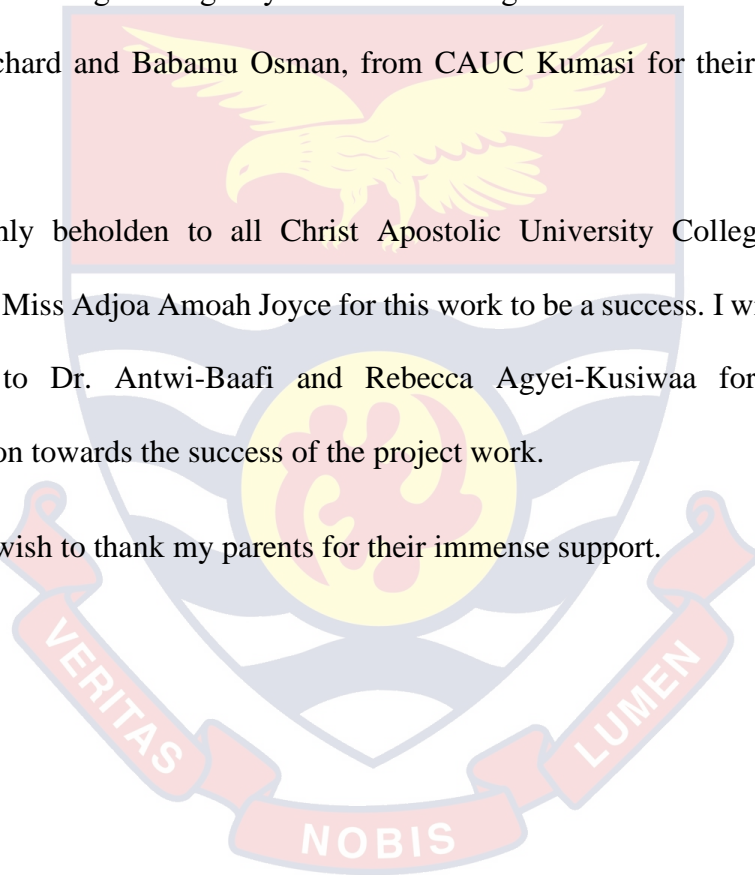 chard and Babamu Osman, from CAUC Kumasi for their
nly beholden to all Christ Apostolic University Colleg
Miss Adjoa Amoah Joyce for this work to be a success. I w
to Dr. Antwi-Baafi and Rebecca Agyei-Kusiwaa for
on towards the success of the project work.
wish to thank my parents for their immense support.
VERITAS
NOBIS
LUMEN